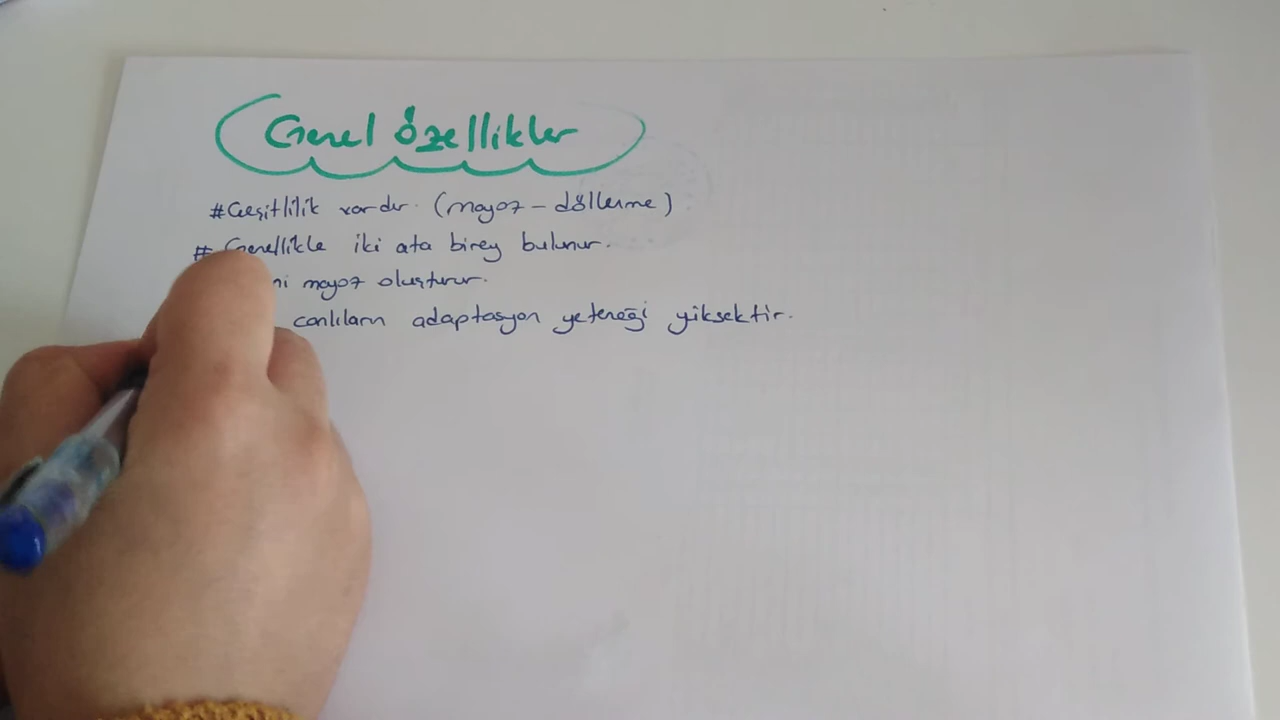 Genel özellikler
#Çeşitlilik vardır. (mayoz - döllenme)
# Genellikle iki ata birey bulunur.
mayoz oluşturur.
canlıların adaptasyon yeteneği yüksektir.